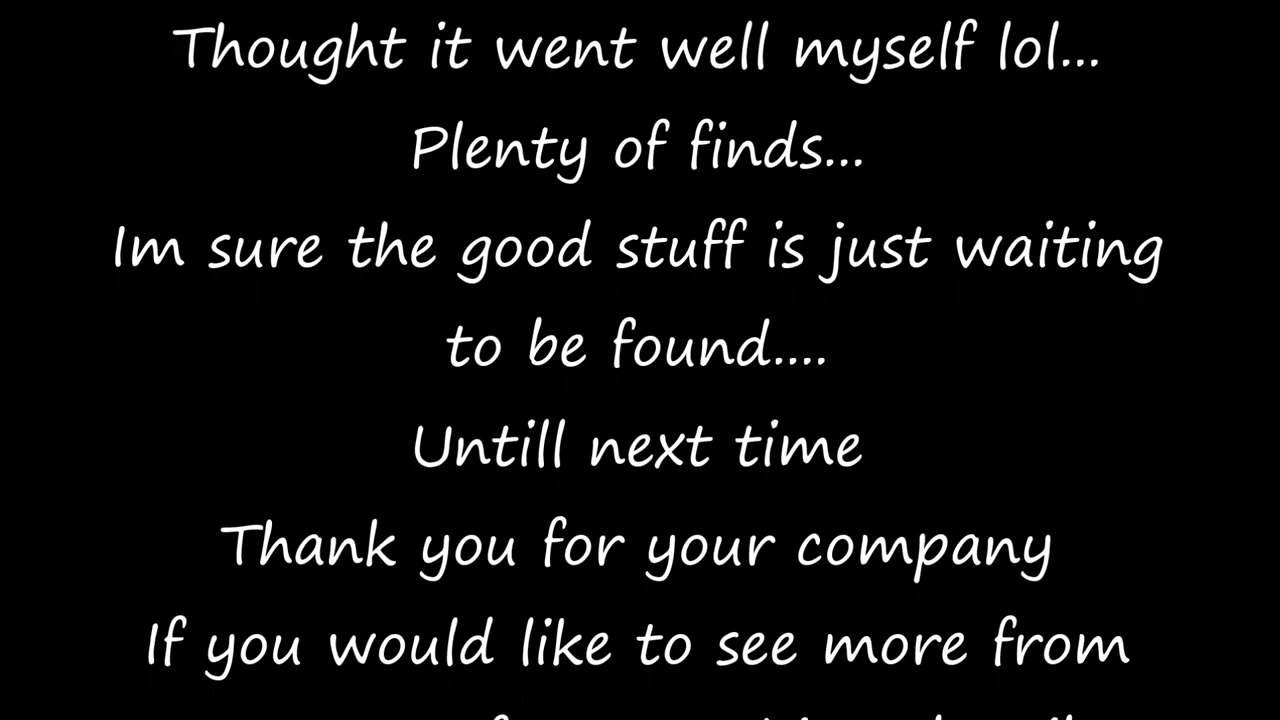 Thought it went well myself lol...
Plenty of finds...
Im sure the good stuff is just waiting
to be found....
Untill next time
Thank you for your company
If you would like to see more from